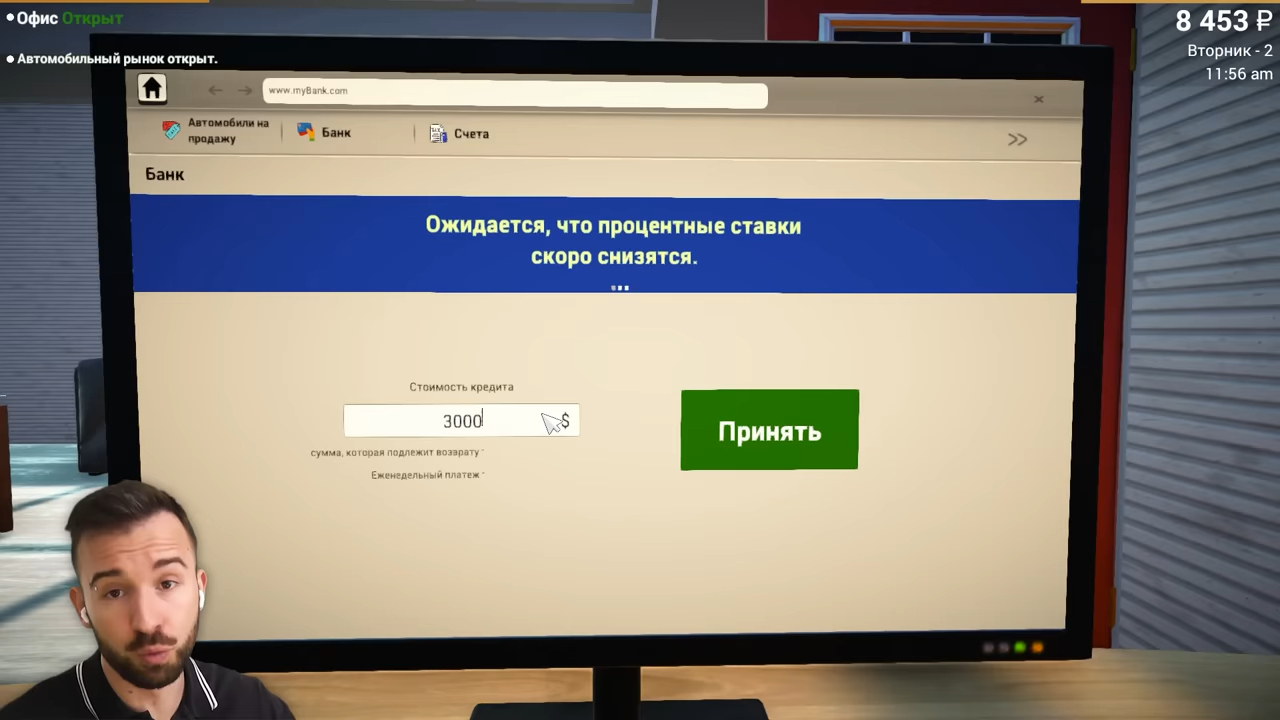 Офис Открыт
Автомобильный рынок открыт.
8 453 ₽
Вторник - 2
11:56 am
www.myBank.com
Автомобили на
продажу
Банк
Счета
>>
Банк
Ожидается, что процентные ставки
скоро снизятся.
Стоимость кредита
3000 $
Принять
сумма, которая подлежит возврату -
Еженедельный платеж -